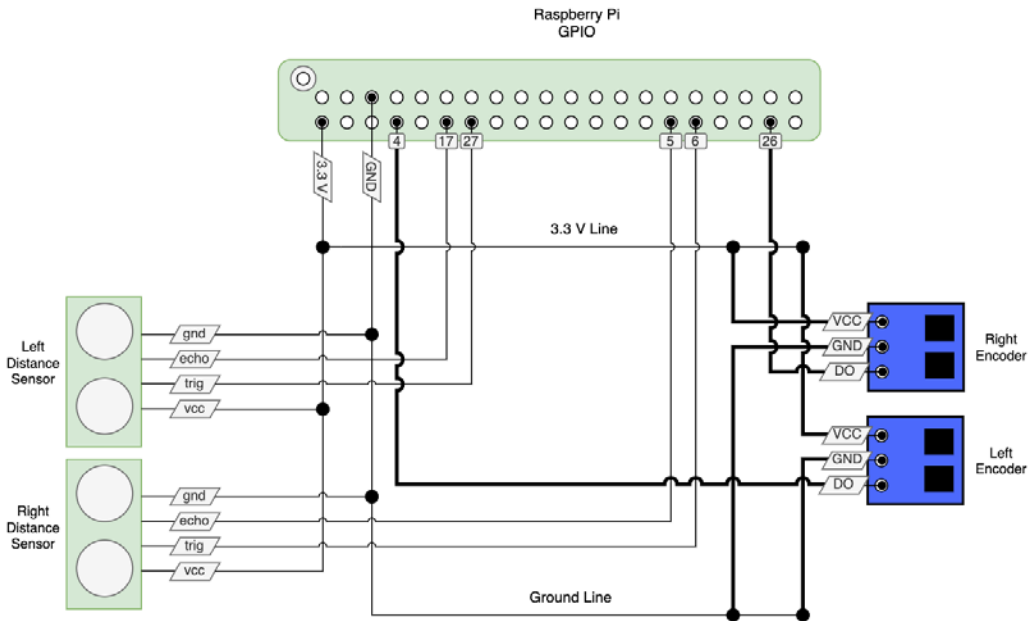 Raspberry Pi
GPIO
4
17
27
5
6
26
3.3 V
GND
3.3 V Line
Left
Distance
Sensor
gnd
echo
trig
vcc
VCC
GND
DO
Right
Encoder
VCC
GND
DO
Left
Encoder
Right
Distance
Sensor
gnd
echo
trig
vcc
Ground Line